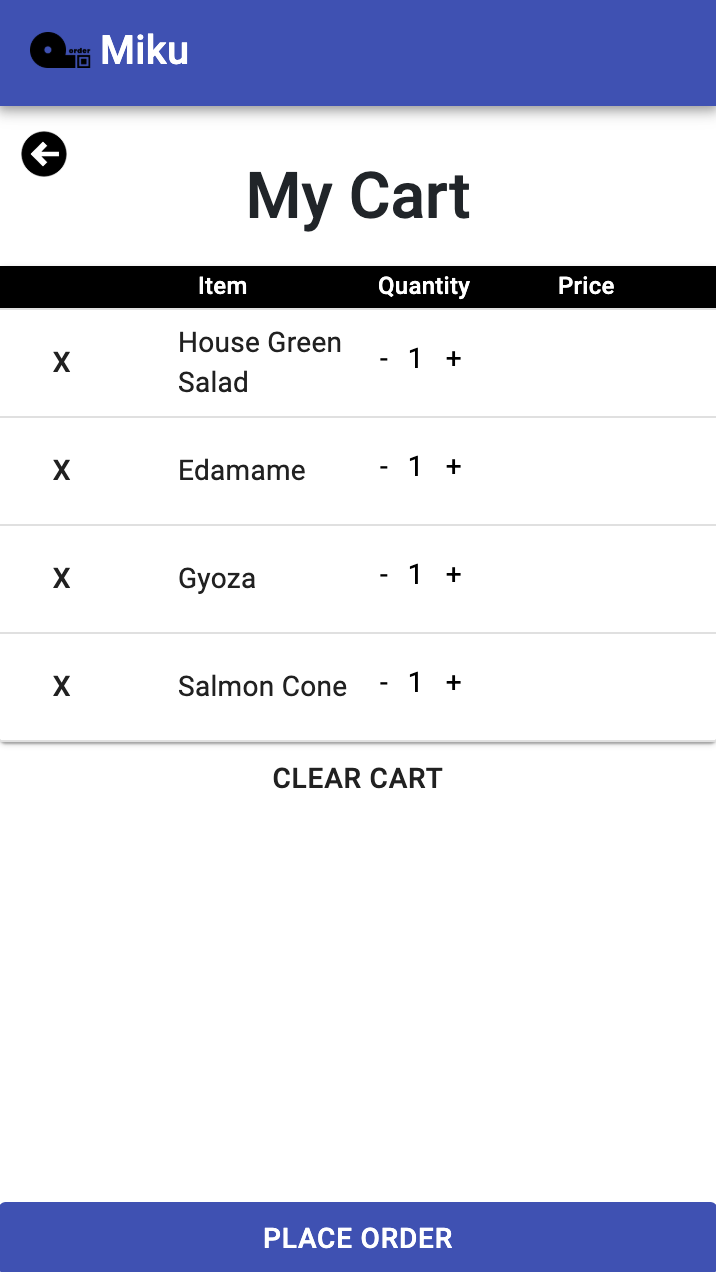 order
Miku
My Cart
Item Quantity Price
X House Green Salad - 1 +
X Edamame - 1 +
X Gyoza - 1 +
X Salmon Cone - 1 +
CLEAR CART
PLACE ORDER